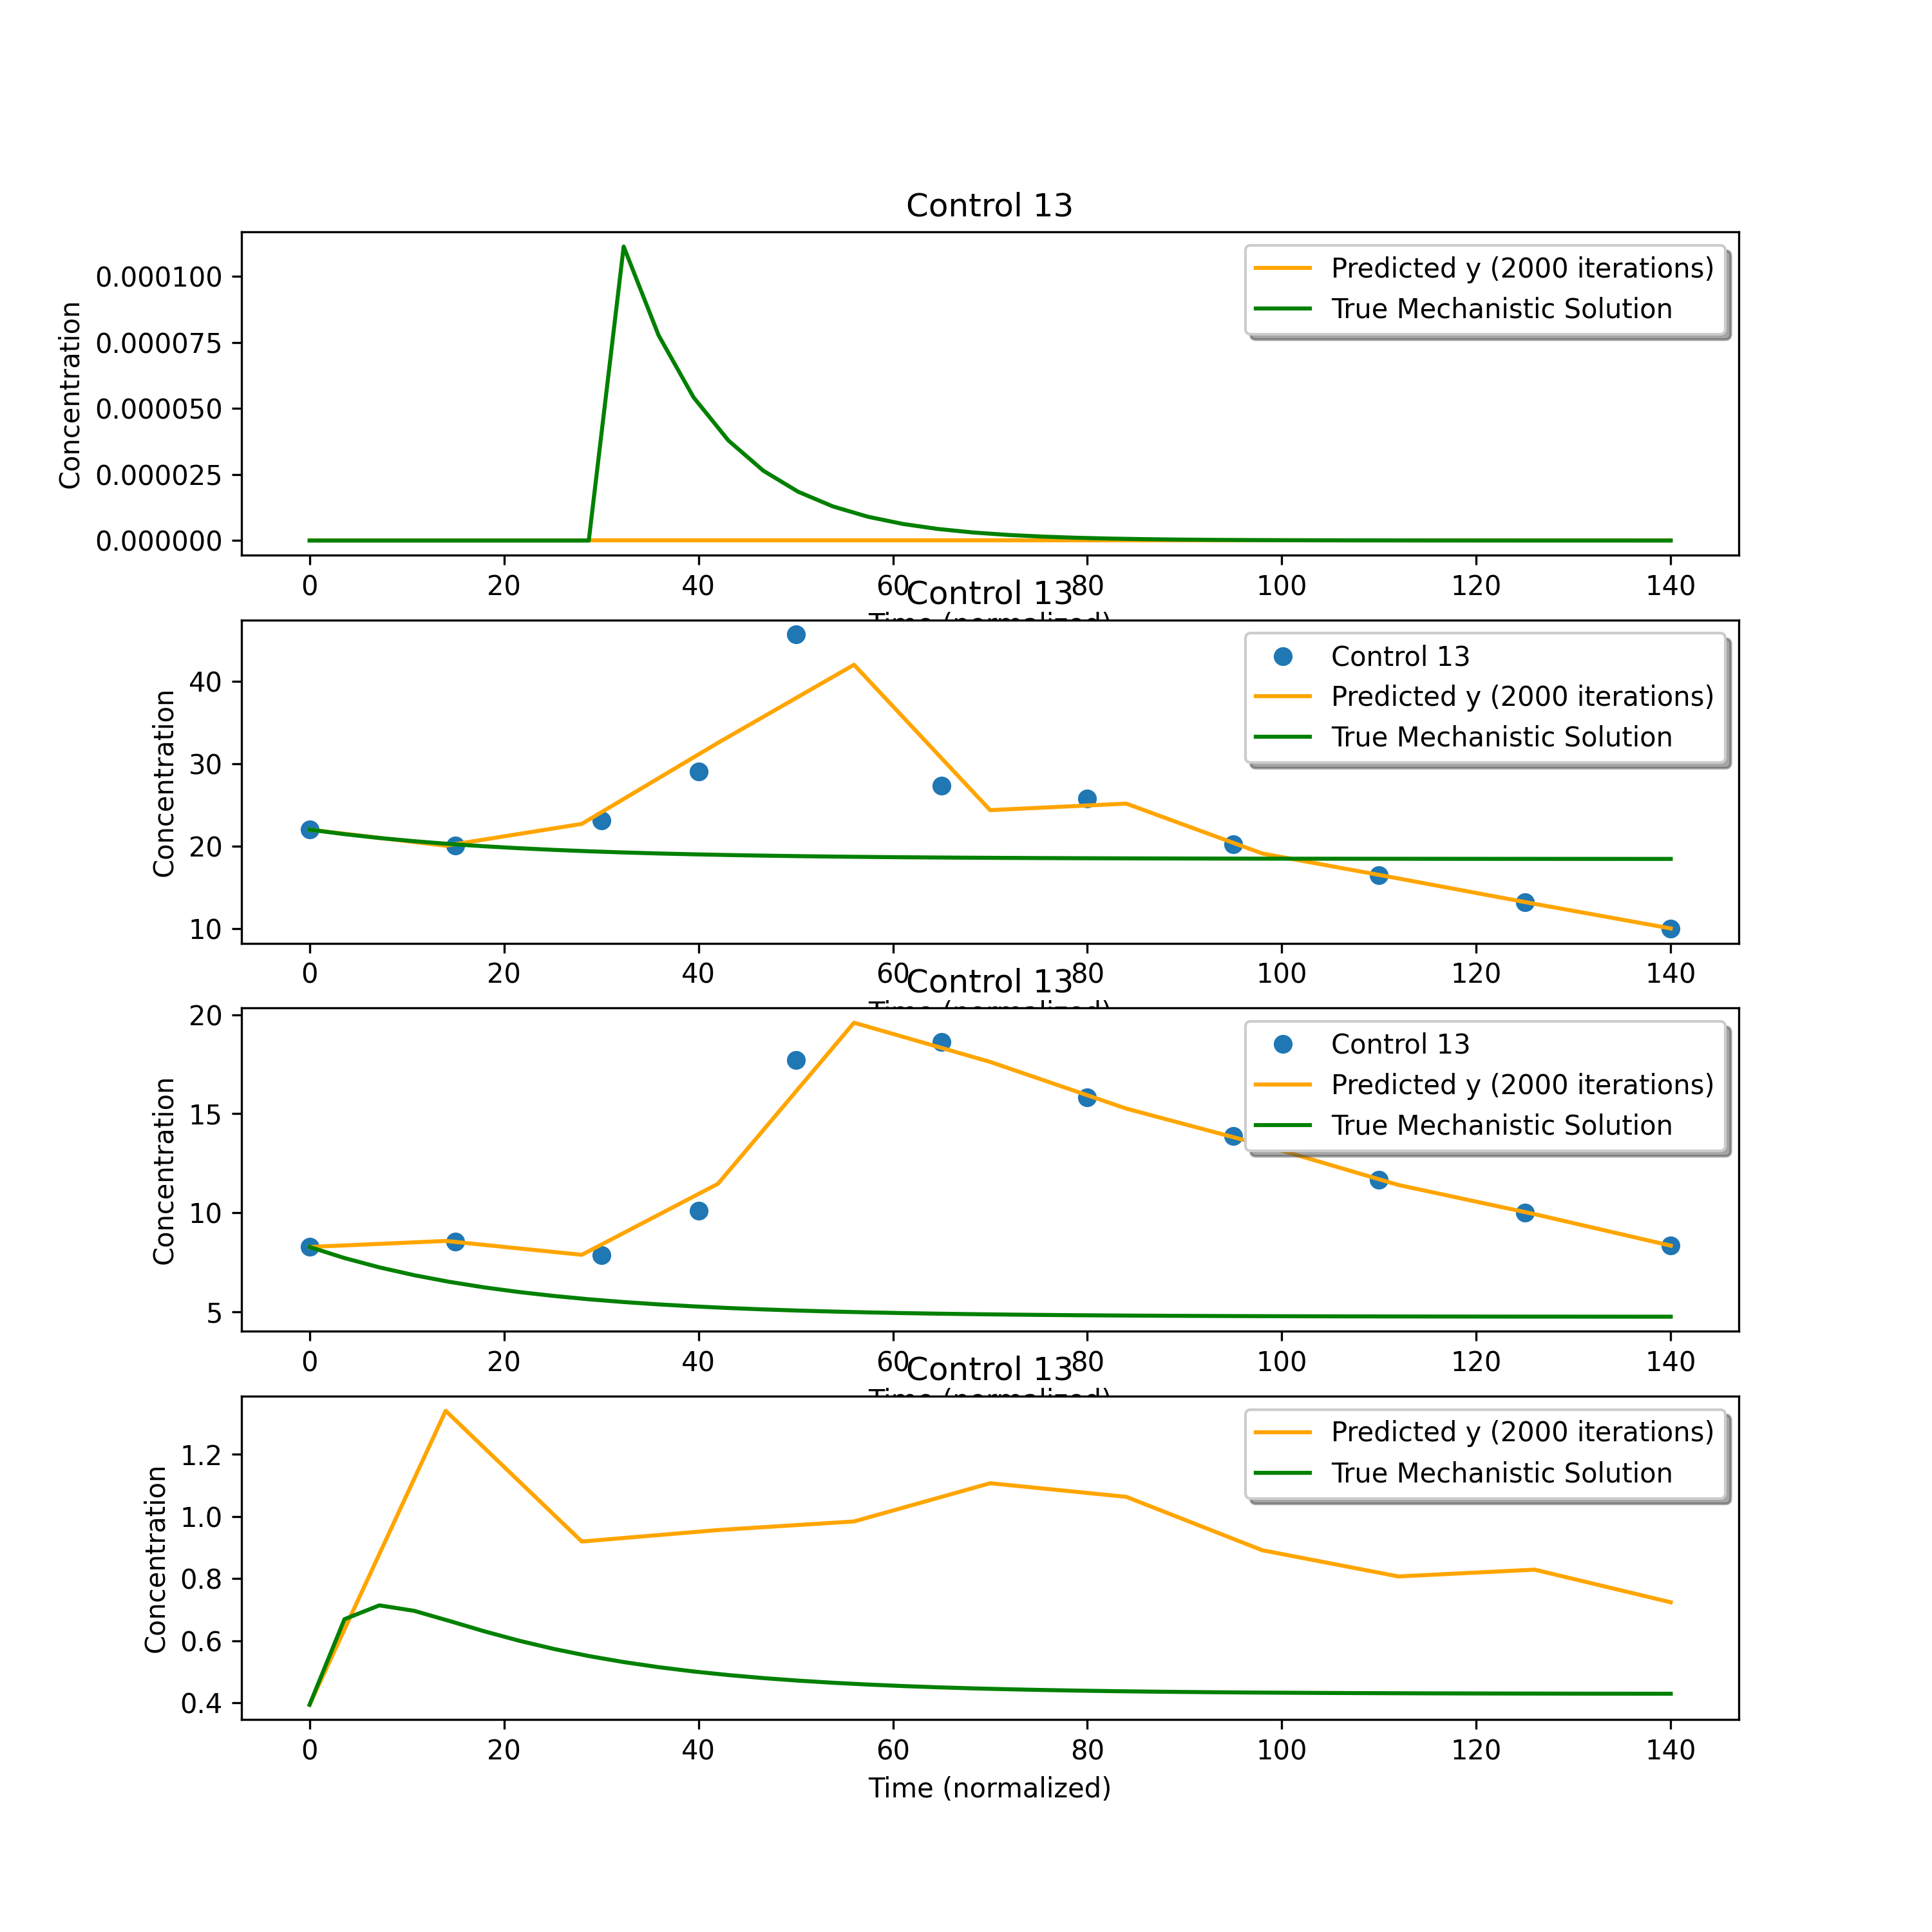 Control 13
Concentration
0.000100
0.000075
0.000050
0.000025
0.000000
Predicted y (2000 iterations)
True Mechanistic Solution
0 20 40 60 80 100 120 140
Control 13
Concentration
40
30
20
10
Control 13
Predicted y (2000 iterations)
True Mechanistic Solution
0 20 40 60 80 100 120 140
Control 13
Concentration
20
15
10
5
Control 13
Predicted y (2000 iterations)
True Mechanistic Solution
0 20 40 60 80 100 120 140
Control 13
Concentration
1.2
1.0
0.8
0.6
0.4
Predicted y (2000 iterations)
True Mechanistic Solution
0 20 40 60 80 100 120 140
Time (normalized)